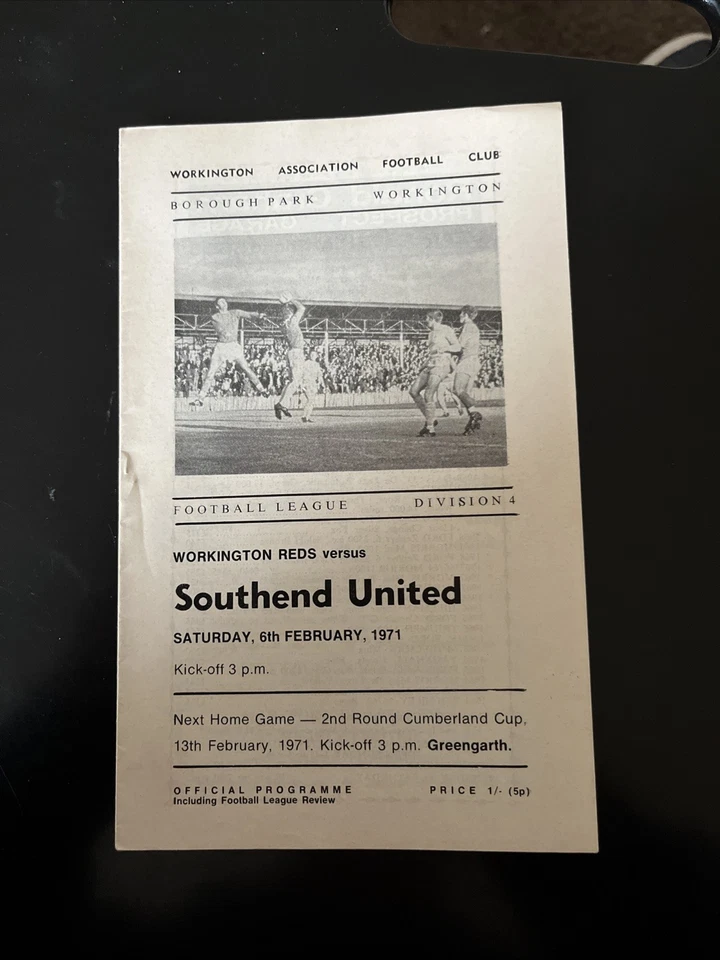 WORKINGTON ASSOCIATION FOOTBALL CLUB
BOROUGH PARK WORKINGTON
FOOTBALL LEAGUE DIVISION 4
WORKINGTON REDS versus
Southend United
SATURDAY, 6th FEBRUARY, 1971
Kick-off 3 p.m.
Next Home Game — 2nd Round Cumberland Cup,
13th February, 1971. Kick-off 3 p.m. Greengarth.
OFFICIAL PROGRAMME PRICE 1/- (5p)
Including Football League Review